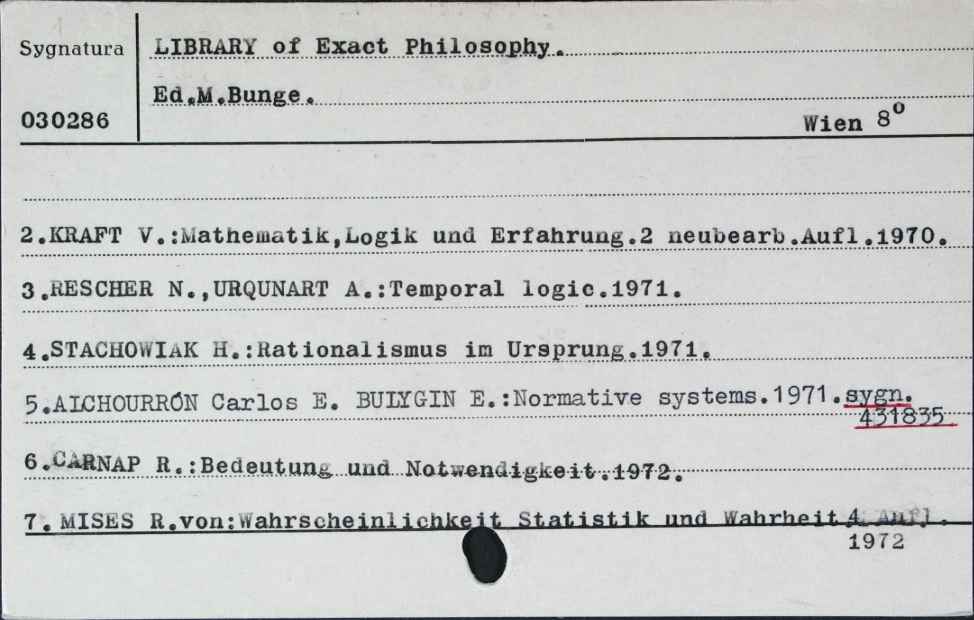 Sygnatura
LIBRARY of Exact Philosophy.
Ed.M.Bunge.
030286
Wien 8º
2.KRAFT V.:Mathematik,Logik und Erfahrung.2 neubearb.Aufl.1970.
3.RESCHER N.,URQUNART A.:Temporal logic.1971.
4.STACHOWIAK H.:Rationalismus im Ursprung.1971.
5.ALCHOURRÓN Carlos E. BULYGIN E.:Normative systems.1971.sygn.
431835.
6.CARNAP R.:Bedeutung und Notwendigkeit.1972.
7. MISES R.von:Wahrscheinlichkeit Statistik und Wahrheit 4 Aufl.
1972